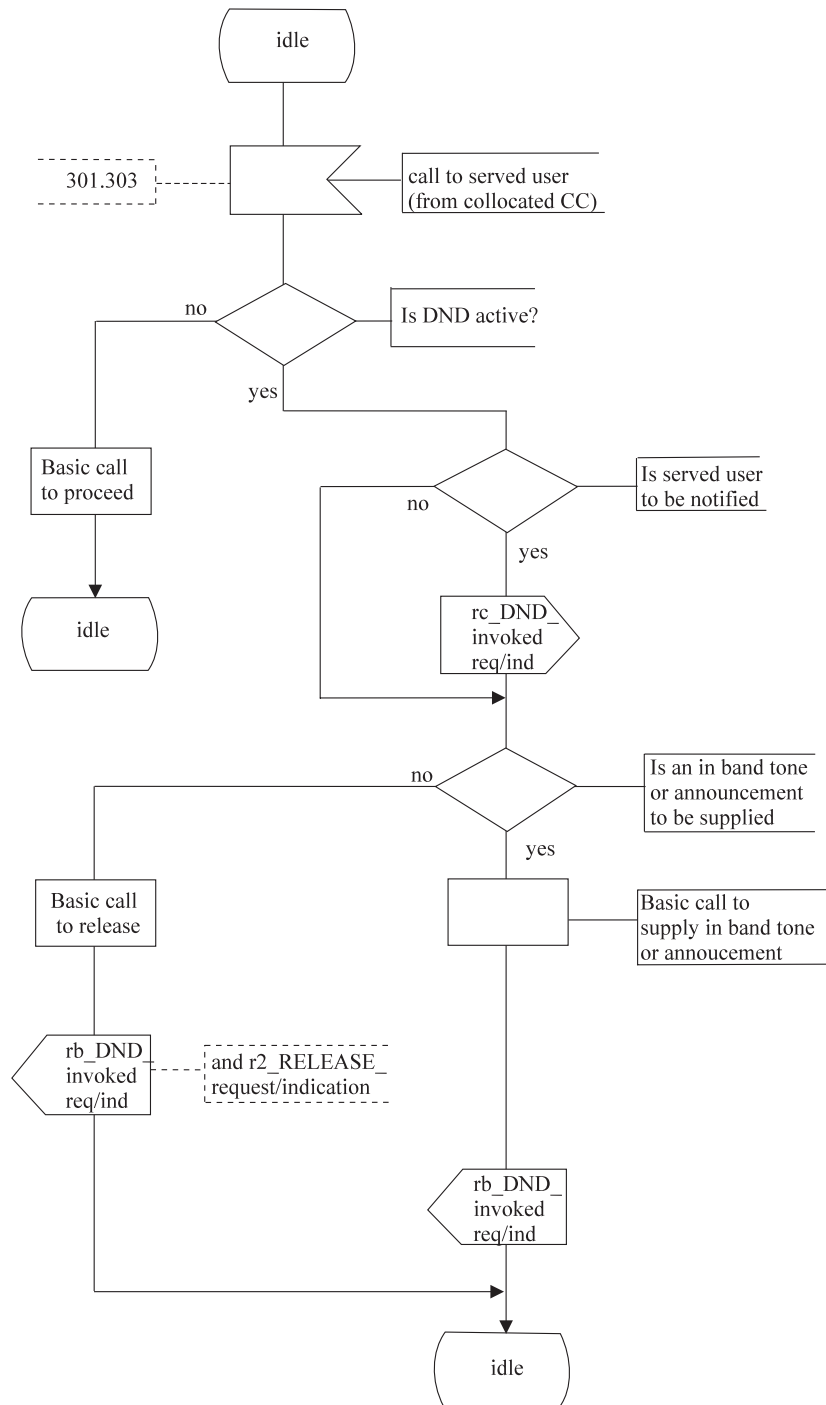 idle
301.303
call to served user
(from collocated CC)
no
Is DND active?
yes
Basic call
to proceed
idle
no
Is served user
to be notified
yes
rc_DND_
invoked
req/ind
no
Is an in band tone
or announcement
to be supplied
yes
Basic call
to release
Basic call to
supply in band tone
or annoucement
rb_DND_
invoked
req/ind
and r2_RELEASE_
request/indication
rb_DND_
invoked
req/ind
idle